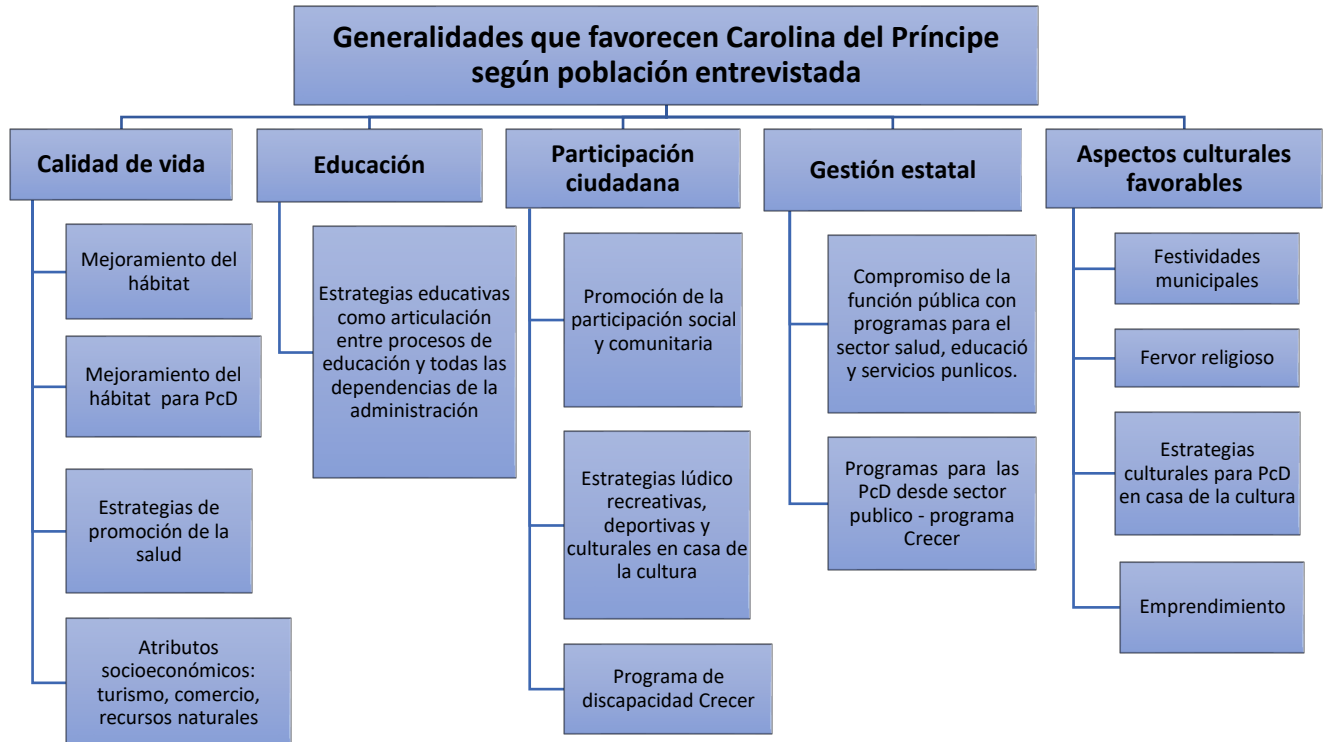 Generalidades que favorecen Carolina del Príncipe
según población entrevistada
Calidad de vida
Mejoramiento del
hábitat
Mejoramiento del
hábitat para PcD
Estrategias de
promoción de la
salud
Atributos
socioeconómicos:
turismo, comercio,
recursos naturales
Educación
Estrategias educativas
como articulación
entre procesos de
educación y todas las
dependencias de la
administración
Participación
ciudadana
Promoción de la
participación social
y comunitaria
Estrategias lúdico
recreativas,
deportivas y
culturales en casa de
la cultura
Programa de
discapacidad Crecer
Gestión estatal
Compromiso de la
función pública con
programas para el
sector salud, educació
y servicios punlicos.
Programas para las
PcD desde sector
publico - programa
Crecer
Aspectos culturales
favorables
Festividades
municipales
Fervor religioso
Estrategias
culturales para PcD
en casa de la cultura
Emprendimiento